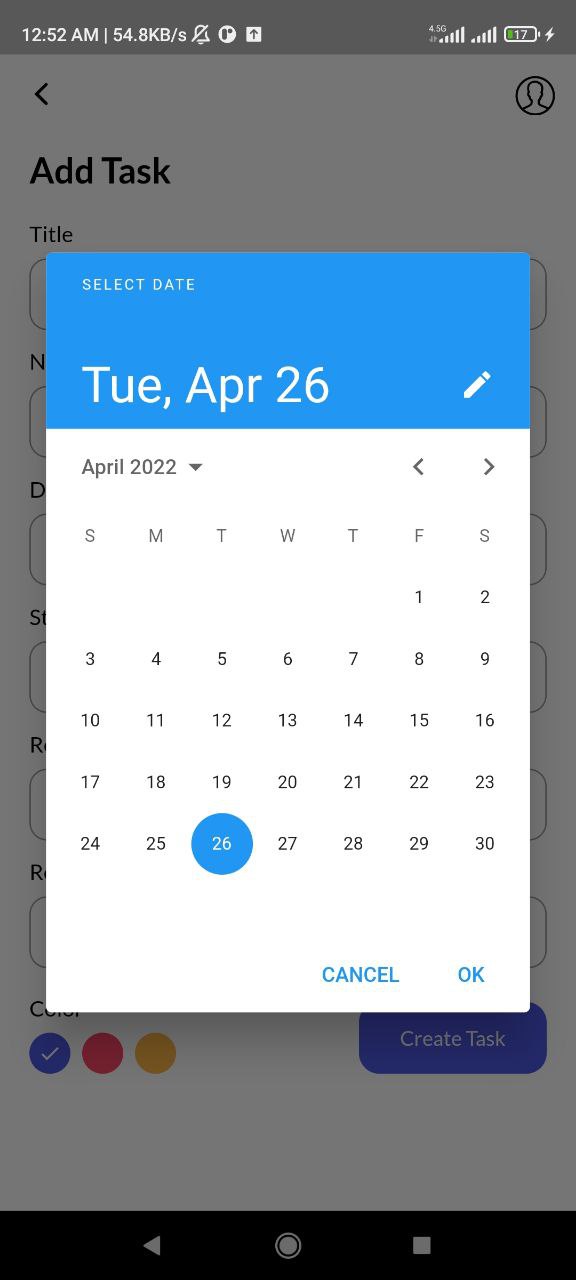 12:52 AM | 54.8KB/s
4.5G
17
Add Task
Title
SELECT DATE
Tue, Apr 26
April 2022
S M T W T F S
1 2
3 4 5 6 7 8 9
10 11 12 13 14 15 16
17 18 19 20 21 22 23
24 25 26 27 28 29 30
CANCEL OK
Color
Create Task